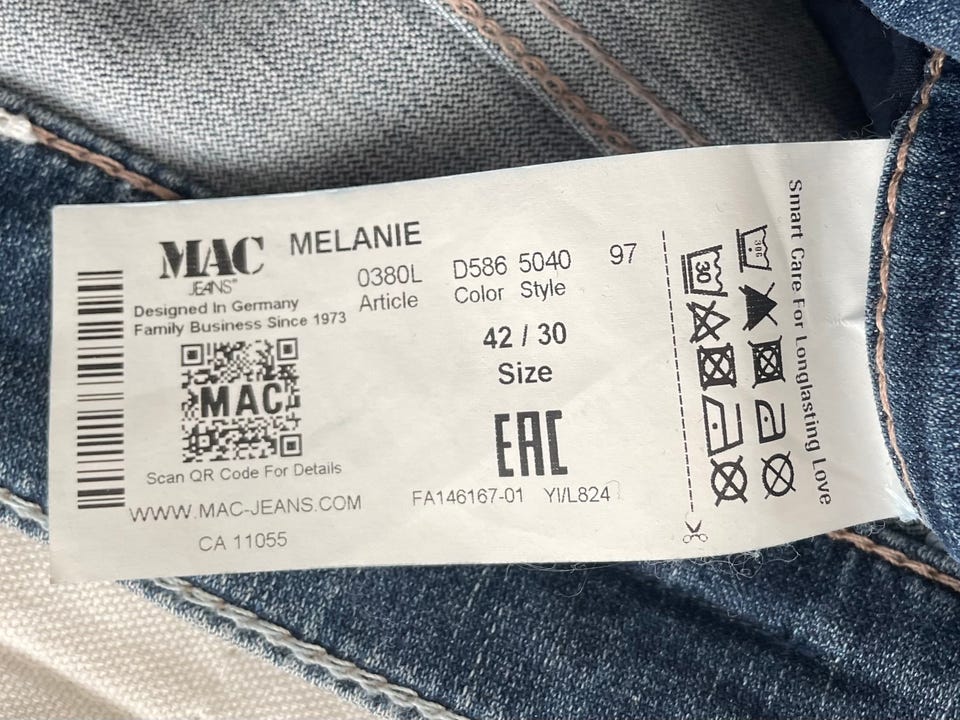 MAC MELANIE
JEANS
Designed In Germany
Family Business Since 1973
0380L D586 5040 97
Article Color Style
42 / 30
Size
MAC
Scan QR Code For Details
WWW.MAC-JEANS.COM
CA 11055
EAC
FA146167-01 YI/L824
30
30
Smart Care For Longlasting Love